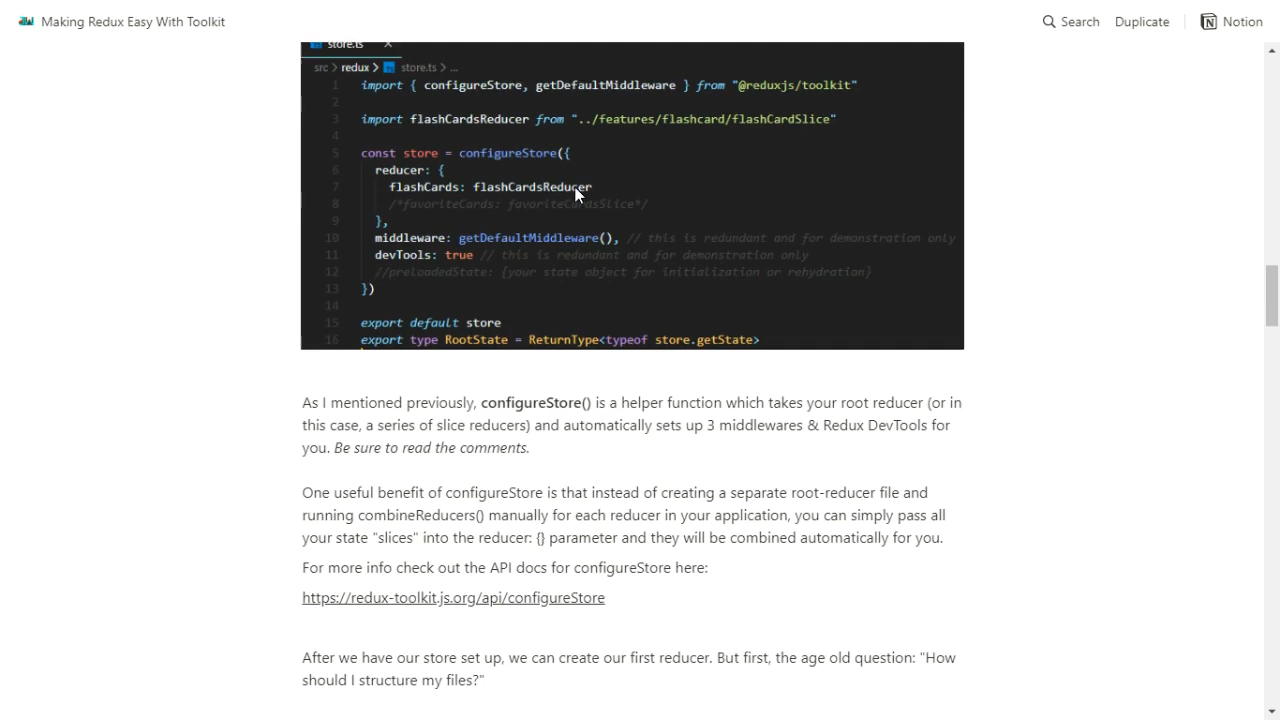 Making Redux Easy With Toolkit
Search Duplicate Notion
store.ts ×
src > redux > store.ts > ...
1 import { configureStore, getDefaultMiddleware } from "@reduxjs/toolkit"
2
3 import flashCardsReducer from "../features/flashcard/flashCardSlice"
4
5 const store = configureStore({
6 reducer: {
7 flashCards: flashCardsReducer
8 /*favoriteCards: favoriteCardsSlice*/
9 },
10 middleware: getDefaultMiddleware(), // this is redundant and for demonstration only
11 devTools: true // this is redundant and for demonstration only
12 //preloadedState: {your state object for initialization or rehydration}
13 })
14
15 export default store
16 export type RootState = ReturnType<typeof store.getState>
As I mentioned previously, configureStore() is a helper function which takes your root reducer (or in
this case, a series of slice reducers) and automatically sets up 3 middlewares & Redux DevTools for
you. Be sure to read the comments.
One useful benefit of configureStore is that instead of creating a separate root-reducer file and
running combineReducers() manually for each reducer in your application, you can simply pass all
your state "slices" into the reducer: {} parameter and they will be combined automatically for you.
For more info check out the API docs for configureStore here:
https://redux-toolkit.js.org/api/configureStore
After we have our store set up, we can create our first reducer. But first, the age old question: "How
should I structure my files?"